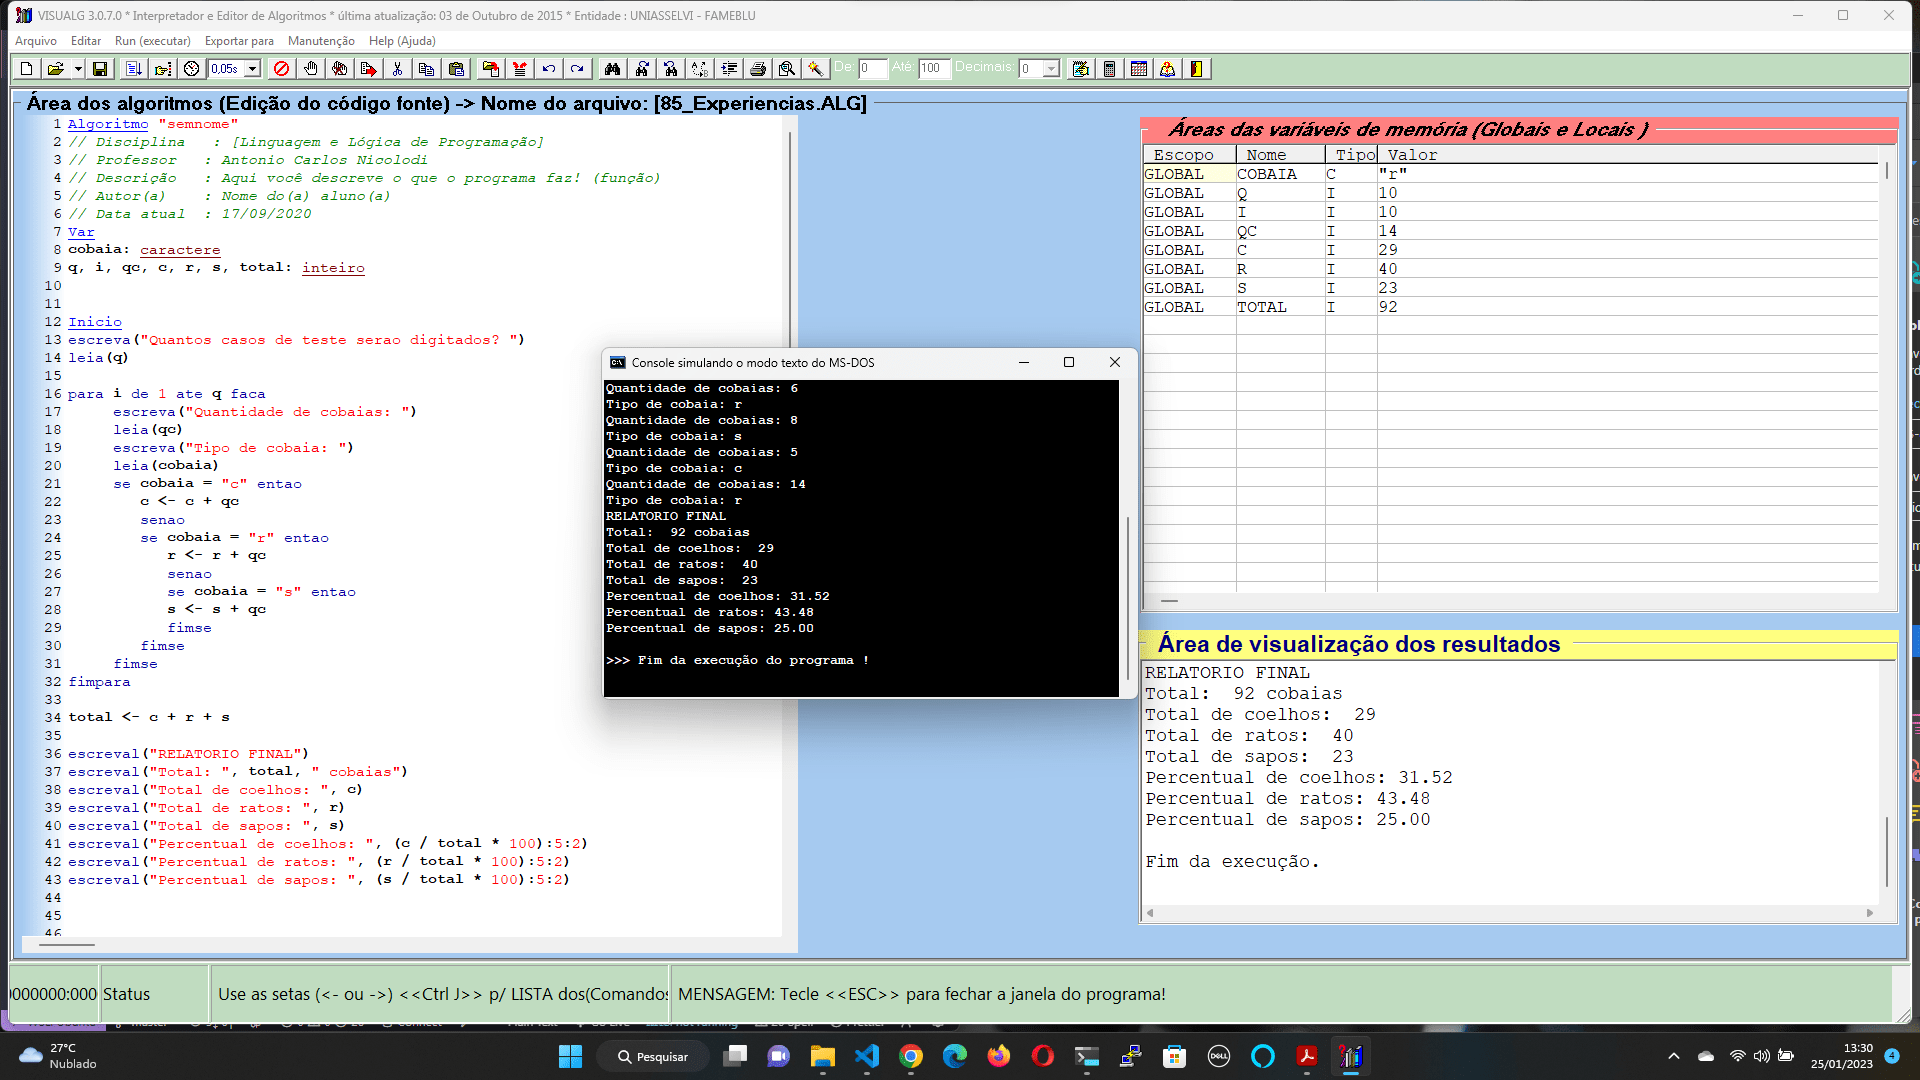 VISUALG 3.0.7.0 * Interpretador e Editor de Algoritmos * última atualização: 03 de Outubro de 2015 * Entidade : UNIASSELVI - FAMEBLU
Arquivo Editar Run (executar) Exportar para Manutenção Help (Ajuda)
0,05s De: 0 Até: 100 Decimais: 0
Área dos algoritmos (Edição do código fonte) -> Nome do arquivo: [85_Experiencias.ALG]
1 Algoritmo "semnome"
2 // Disciplina : [Linguagem e Lógica de Programação]
3 // Professor : Antonio Carlos Nicolodi
4 // Descrição : Aqui você descreve o que o programa faz! (função)
5 // Autor(a) : Nome do(a) aluno(a)
6 // Data atual : 17/09/2020
7 Var
8 cobaia: caractere
9 q, i, qc, c, r, s, total: inteiro
10
11
12 Inicio
13 escreva("Quantos casos de teste serao digitados? ")
14 leia(q)
15
16 para i de 1 ate q faca
17 escreva("Quantidade de cobaias: ")
18 leia(qc)
19 escreva("Tipo de cobaia: ")
20 leia(cobaia)
21 se cobaia = "c" entao
22 c <- c + qc
23 senao
24 se cobaia = "r" entao
25 r <- r + qc
26 senao
27 se cobaia = "s" entao
28 s <- s + qc
29 fimse
30 fimse
31 fimse
32 fimpara
33
34 total <- c + r + s
35
36 escreval("RELATORIO FINAL")
37 escreval("Total: ", total, " cobaias")
38 escreval("Total de coelhos: ", c)
39 escreval("Total de ratos: ", r)
40 escreval("Total de sapos: ", s)
41 escreval("Percentual de coelhos: ", (c / total * 100):5:2)
42 escreval("Percentual de ratos: ", (r / total * 100):5:2)
43 escreval("Percentual de sapos: ", (s / total * 100):5:2)
44
45
46
Console simulando o modo texto do MS-DOS
Quantidade de cobaias: 6
Tipo de cobaia: r
Quantidade de cobaias: 8
Tipo de cobaia: s
Quantidade de cobaias: 5
Tipo de cobaia: c
Quantidade de cobaias: 14
Tipo de cobaia: r
RELATORIO FINAL
Total:  92 cobaias
Total de coelhos:  29
Total de ratos:  40
Total de sapos:  23
Percentual de coelhos: 31.52
Percentual de ratos: 43.48
Percentual de sapos: 25.00
>>> Fim da execução do programa !
Áreas das variáveis de memória (Globais e Locais )
Escopo Nome Tipo Valor
GLOBAL COBAIA C "r"
GLOBAL Q I 10
GLOBAL I I 10
GLOBAL QC I 14
GLOBAL C I 29
GLOBAL R I 40
GLOBAL S I 23
GLOBAL TOTAL I 92
Área de visualização dos resultados
RELATORIO FINAL
Total:  92 cobaias
Total de coelhos:  29
Total de ratos:  40
Total de sapos:  23
Percentual de coelhos: 31.52
Percentual de ratos: 43.48
Percentual de sapos: 25.00
Fim da execução.
0000000:000 Status Use as setas (<- ou ->) <<Ctrl J>> p/ LISTA dos(Comandos MENSAGEM: Tecle <<ESC>> para fechar a janela do programa!
27°C
Nublado
Pesquisar
DELL
13:30
25/01/2023
4